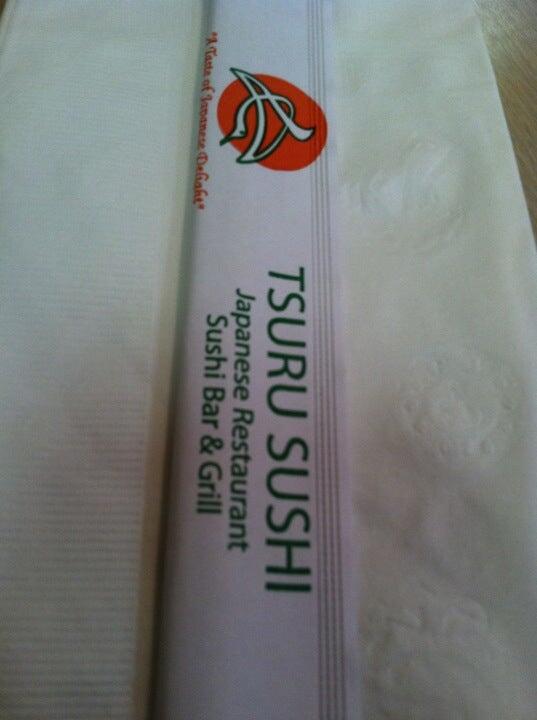 "A Taste of Japanese Delight"
TSURU SUSHI
Japanese Restaurant
Sushi Bar & Grill